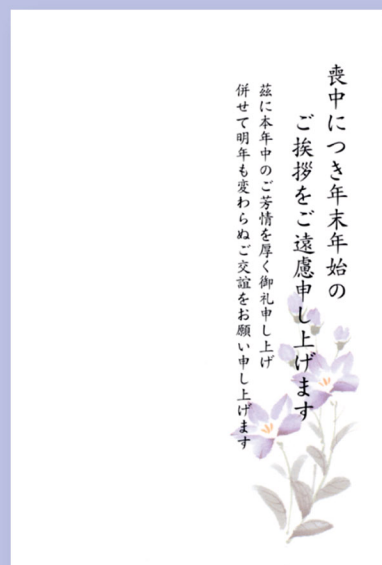 喪中につき年末年始の
ご挨拶をご遠慮申し上げます
茲に本年中のご芳情を厚く御礼申し上げ
併せて明年も変わらぬご交誼をお願い申し上げます